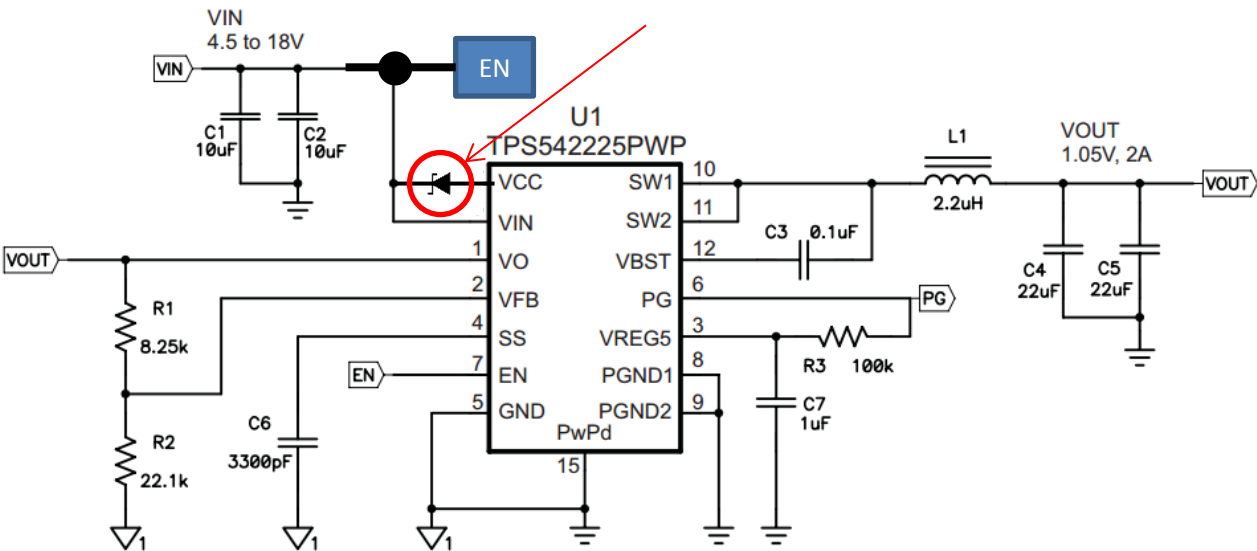 VIN
4.5 to 18V
VIN
EN
C1
10uF
C2
10uF
U1
TPS542225PWP
VCC
VIN
VO
VFB
SS
EN
GND
SW1
SW2
VBST
PG
VREG5
PGND1
PGND2
PwPd
1
2
4
7
5
10
11
12
6
3
8
9
15
VOUT
R1
8.25k
R2
22.1k
C6
3300pF
EN
1
1
1
C3
0.1uF
L1
2.2uH
VOUT
1.05V, 2A
VOUT
C4
22uF
C5
22uF
PG
R3
100k
C7
1uF